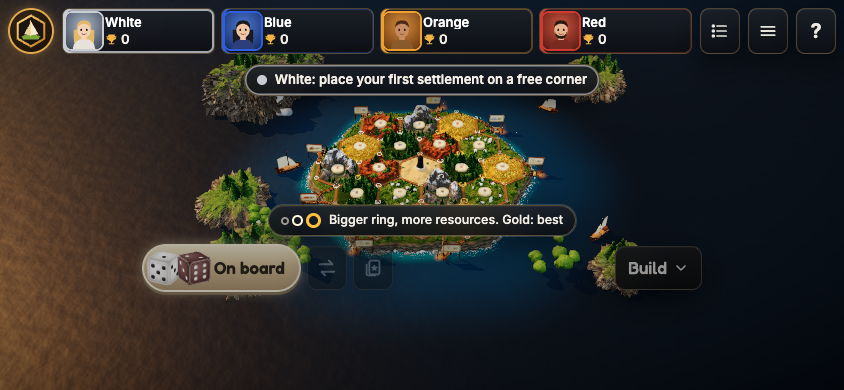 White
0
Blue
0
Orange
0
Red
0
?
White: place your first settlement on a free corner
Bigger ring, more resources. Gold: best
On board
Build